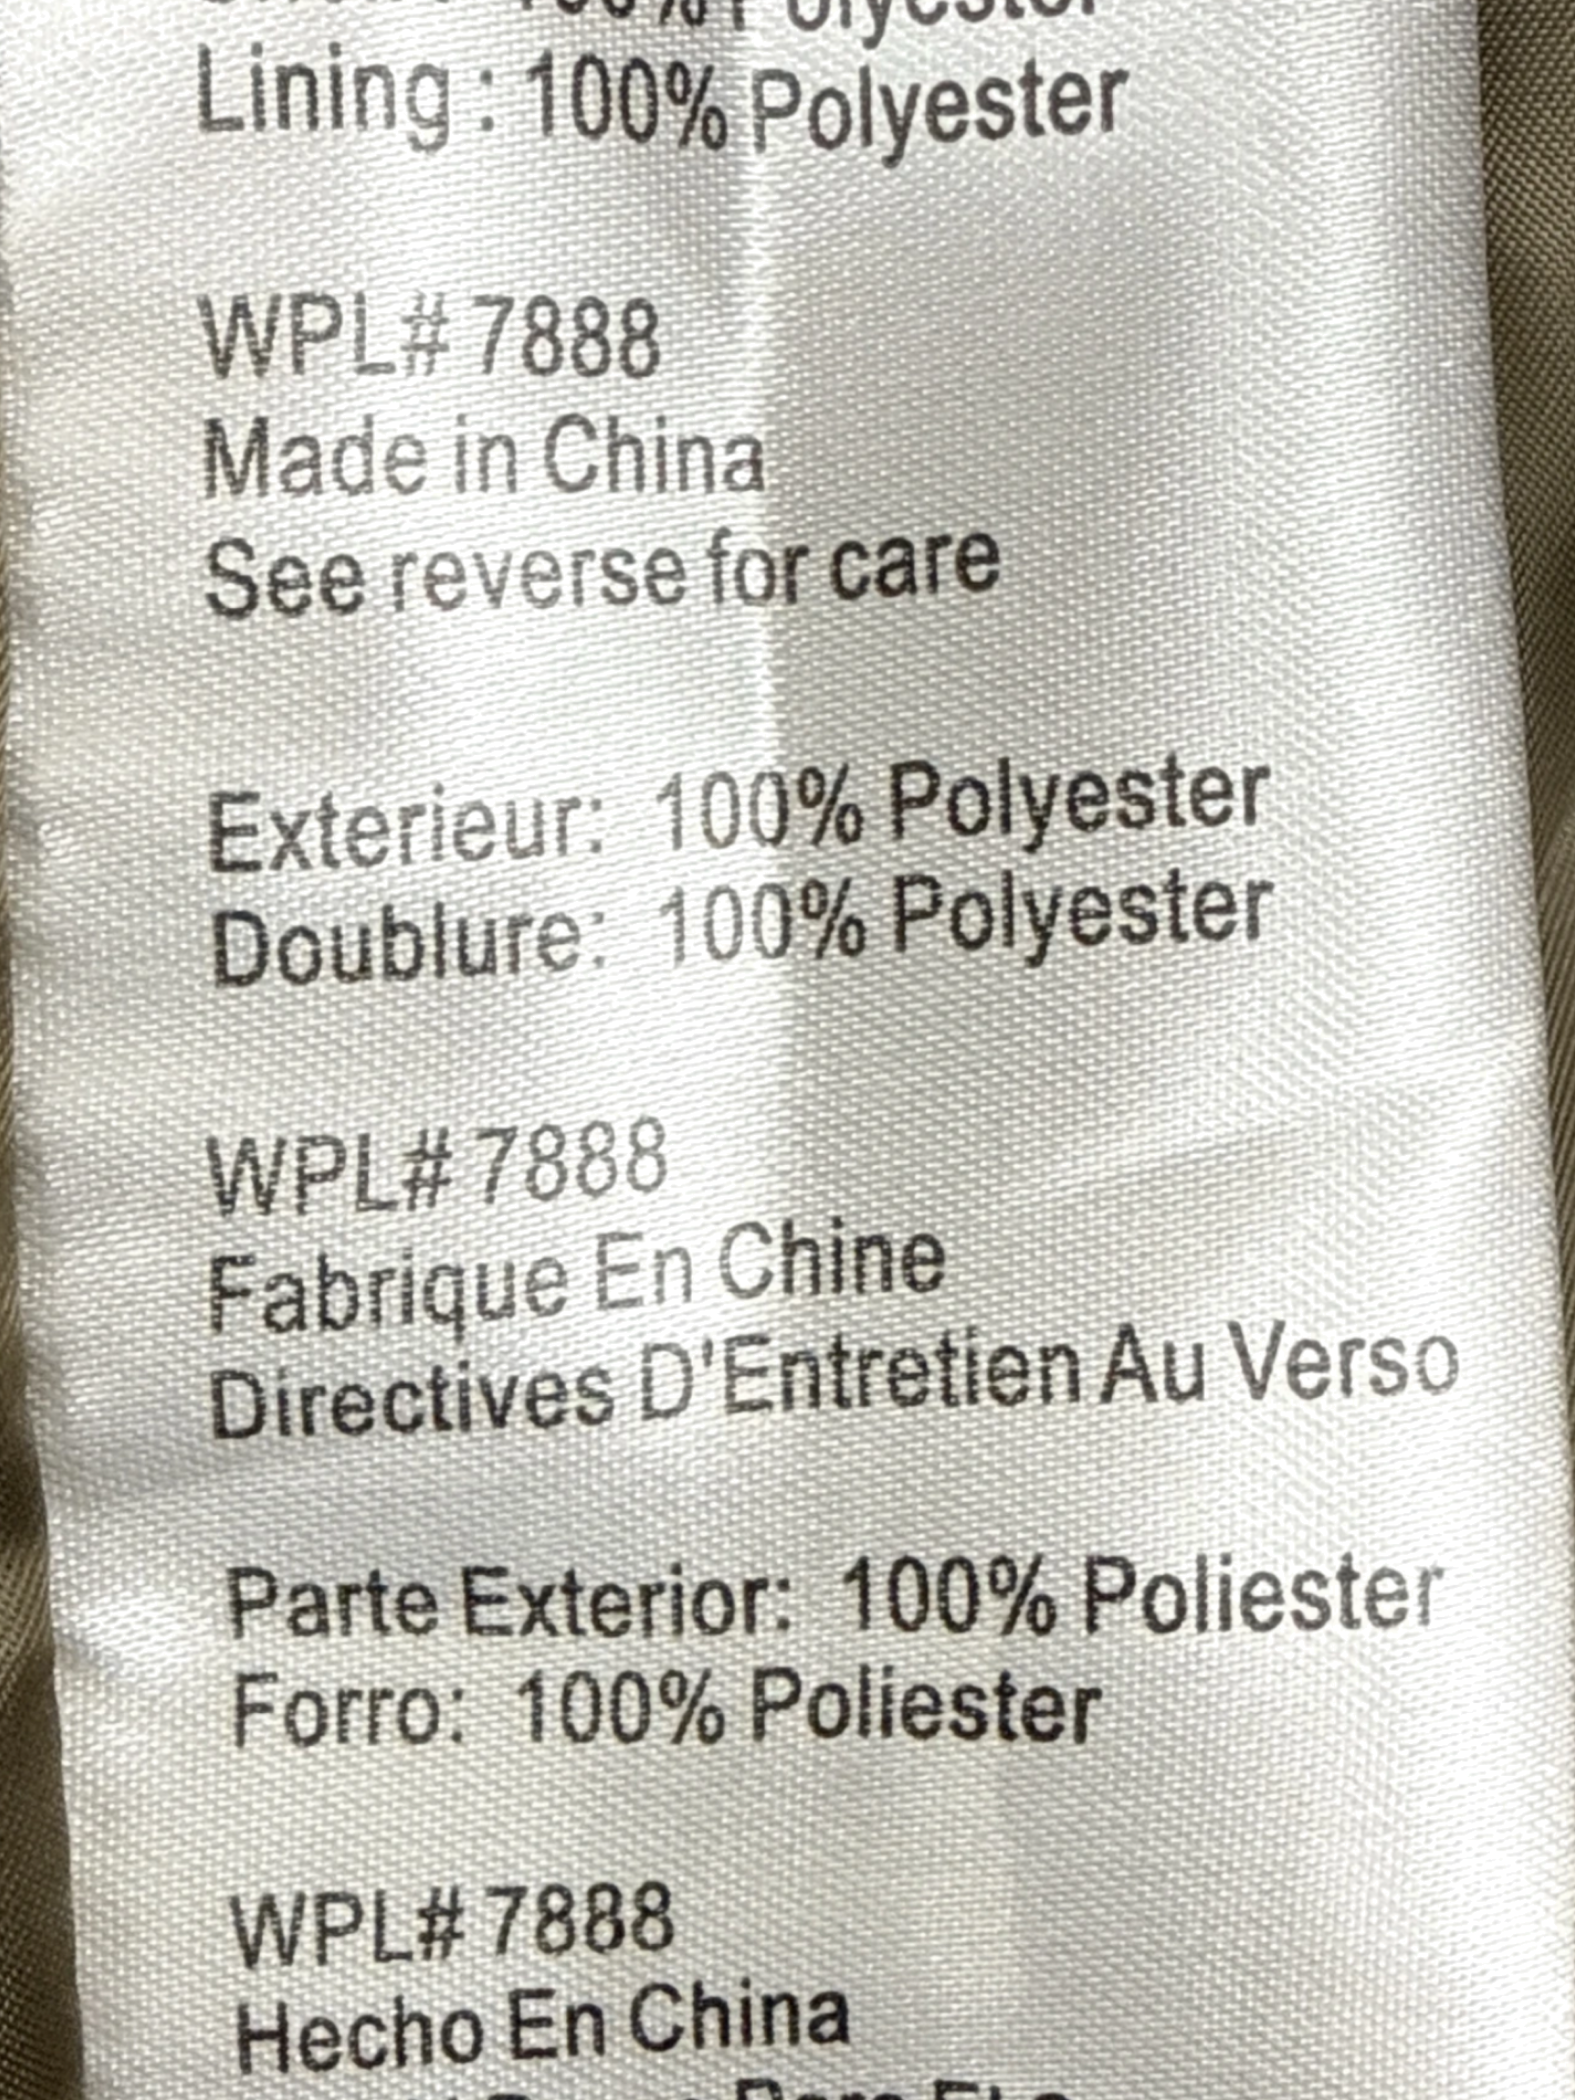 100% Polyester
Lining : 100% Polyester
WPL# 7888
Made in China
See reverse for care
Exterieur: 100% Polyester
Doublure: 100% Polyester
WPL# 7888
Fabrique En Chine
Directives D'Entretien Au Verso
Parte Exterior: 100% Poliester
Forro: 100% Poliester
WPL# 7888
Hecho En China